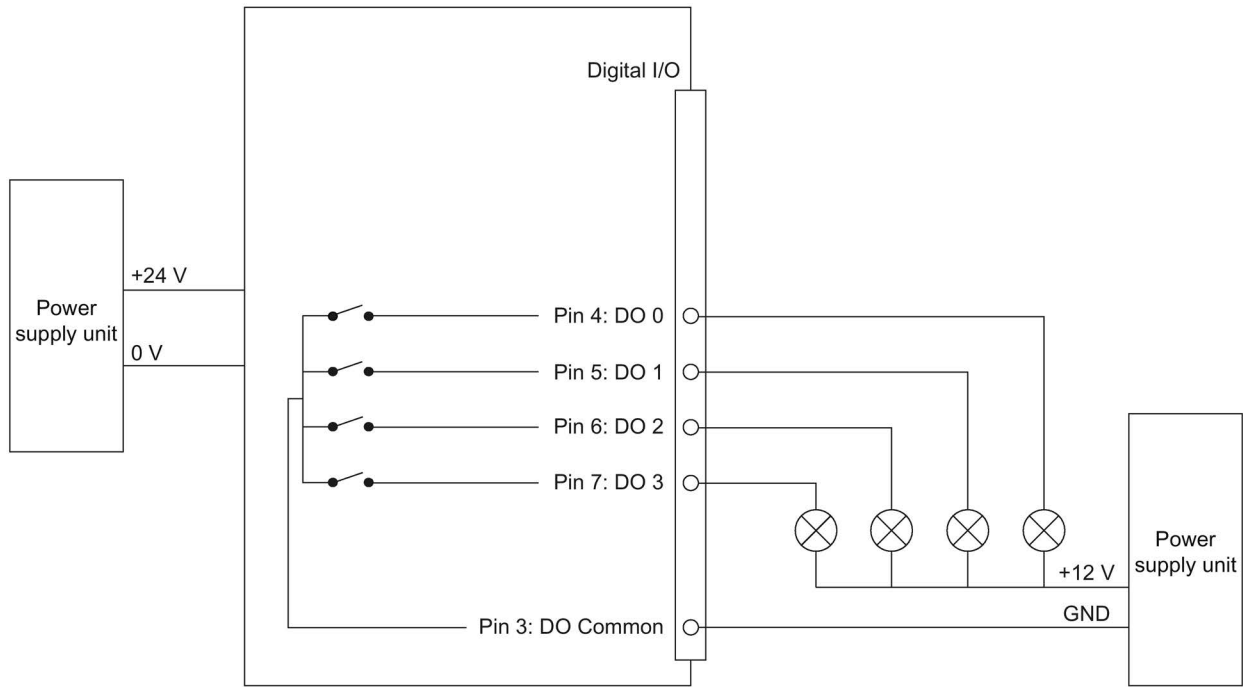 Digital I/O
+24 V
Power
supply unit
0 V
Pin 4: DO 0
Pin 5: DO 1
Pin 6: DO 2
Pin 7: DO 3
Power
supply unit
+12 V
GND
Pin 3: DO Common